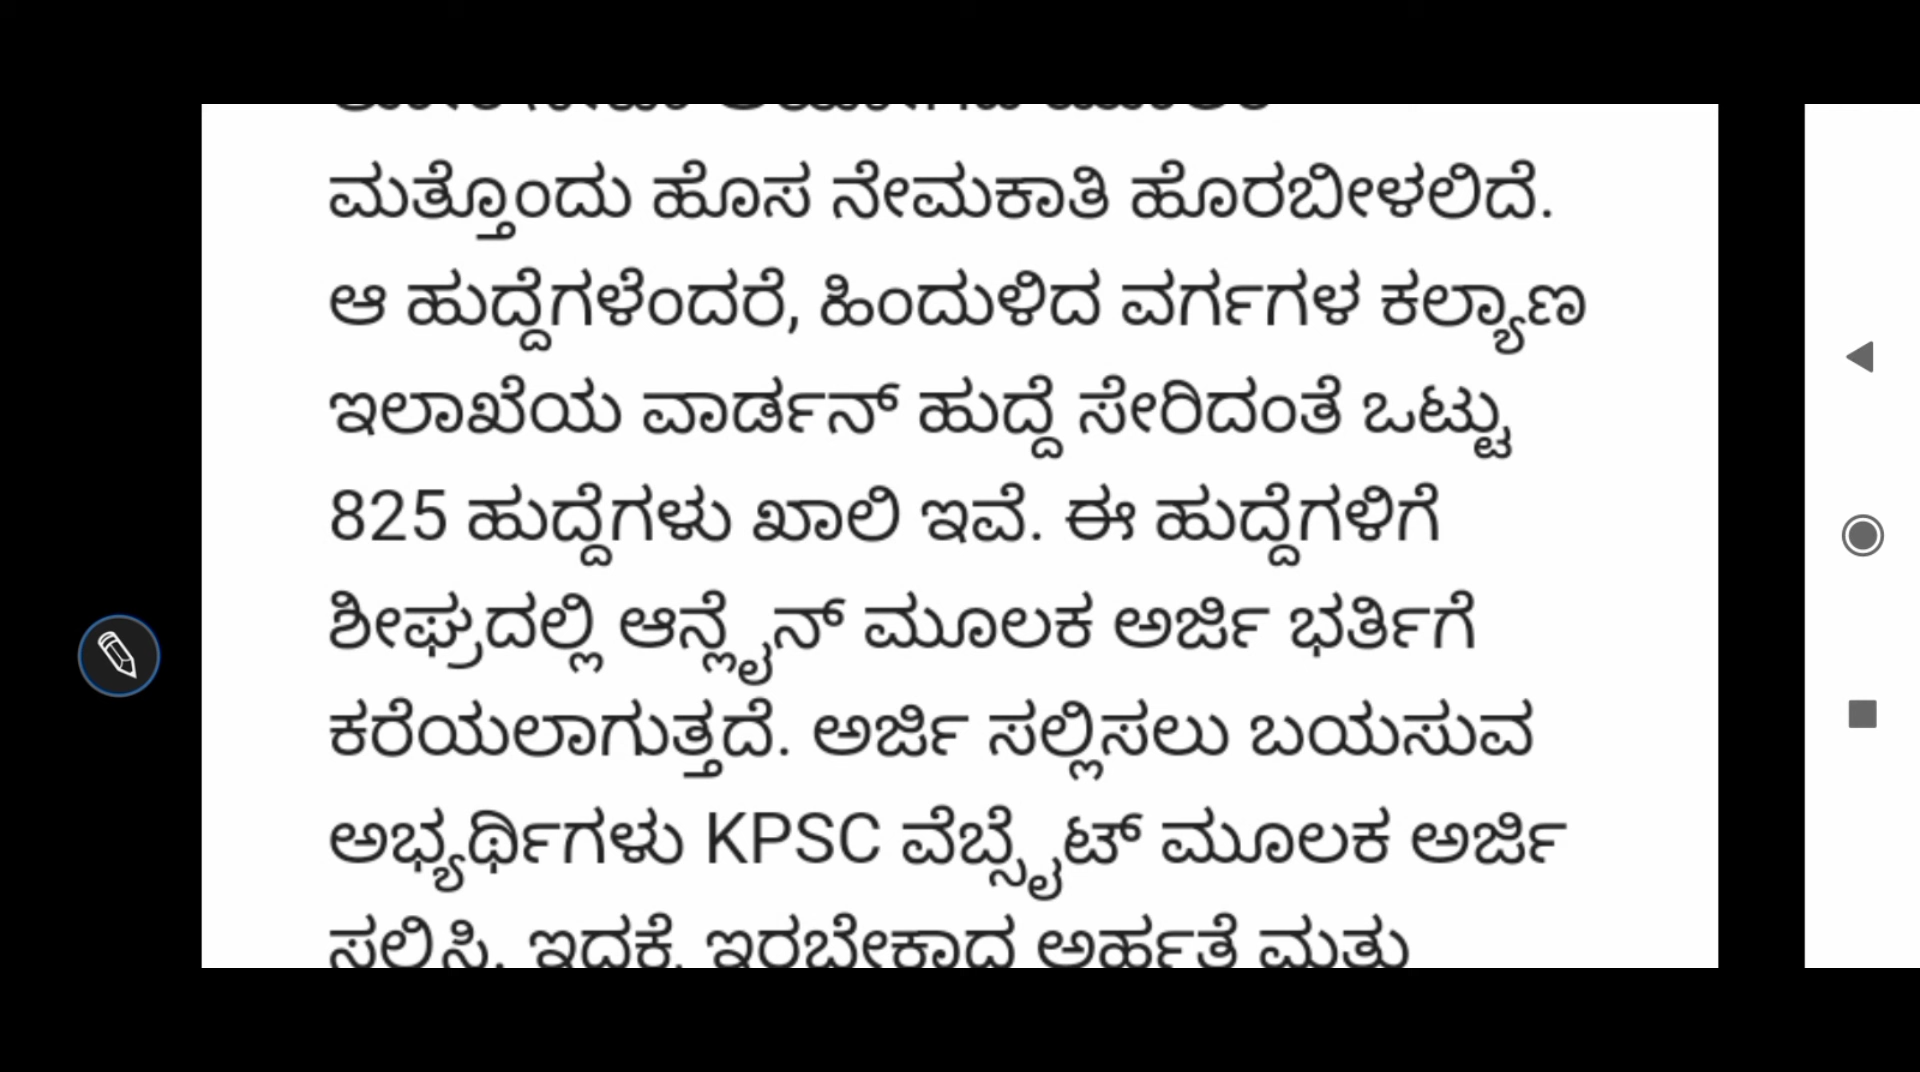 ಮತ್ತೊಂದು ಹೊಸ ನೇಮಕಾತಿ ಹೊರಬೀಳಲಿದೆ.
ಆ ಹುದ್ದೆಗಳೆಂದರೆ, ಹಿಂದುಳಿದ ವರ್ಗಗಳ ಕಲ್ಯಾಣ
ಇಲಾಖೆಯ ವಾರ್ಡನ್ ಹುದ್ದೆ ಸೇರಿದಂತೆ ಒಟ್ಟು
825 ಹುದ್ದೆಗಳು ಖಾಲಿ ಇವೆ. ಈ ಹುದ್ದೆಗಳಿಗೆ
ಶೀಘ್ರದಲ್ಲಿ ಆನ್ಲೈನ್ ಮೂಲಕ ಅರ್ಜಿ ಭರ್ತಿಗೆ
ಕರೆಯಲಾಗುತ್ತದೆ. ಅರ್ಜಿ ಸಲ್ಲಿಸಲು ಬಯಸುವ
ಅಭ್ಯರ್ಥಿಗಳು KPSC ವೆಬ್ಸೈಟ್ ಮೂಲಕ ಅರ್ಜಿ
ಸಲ್ಲಿಸಿ. ಇದಕ್ಕೆ ಇರಬೇಕಾದ ಅರ್ಹತೆ ಮತ್ತು